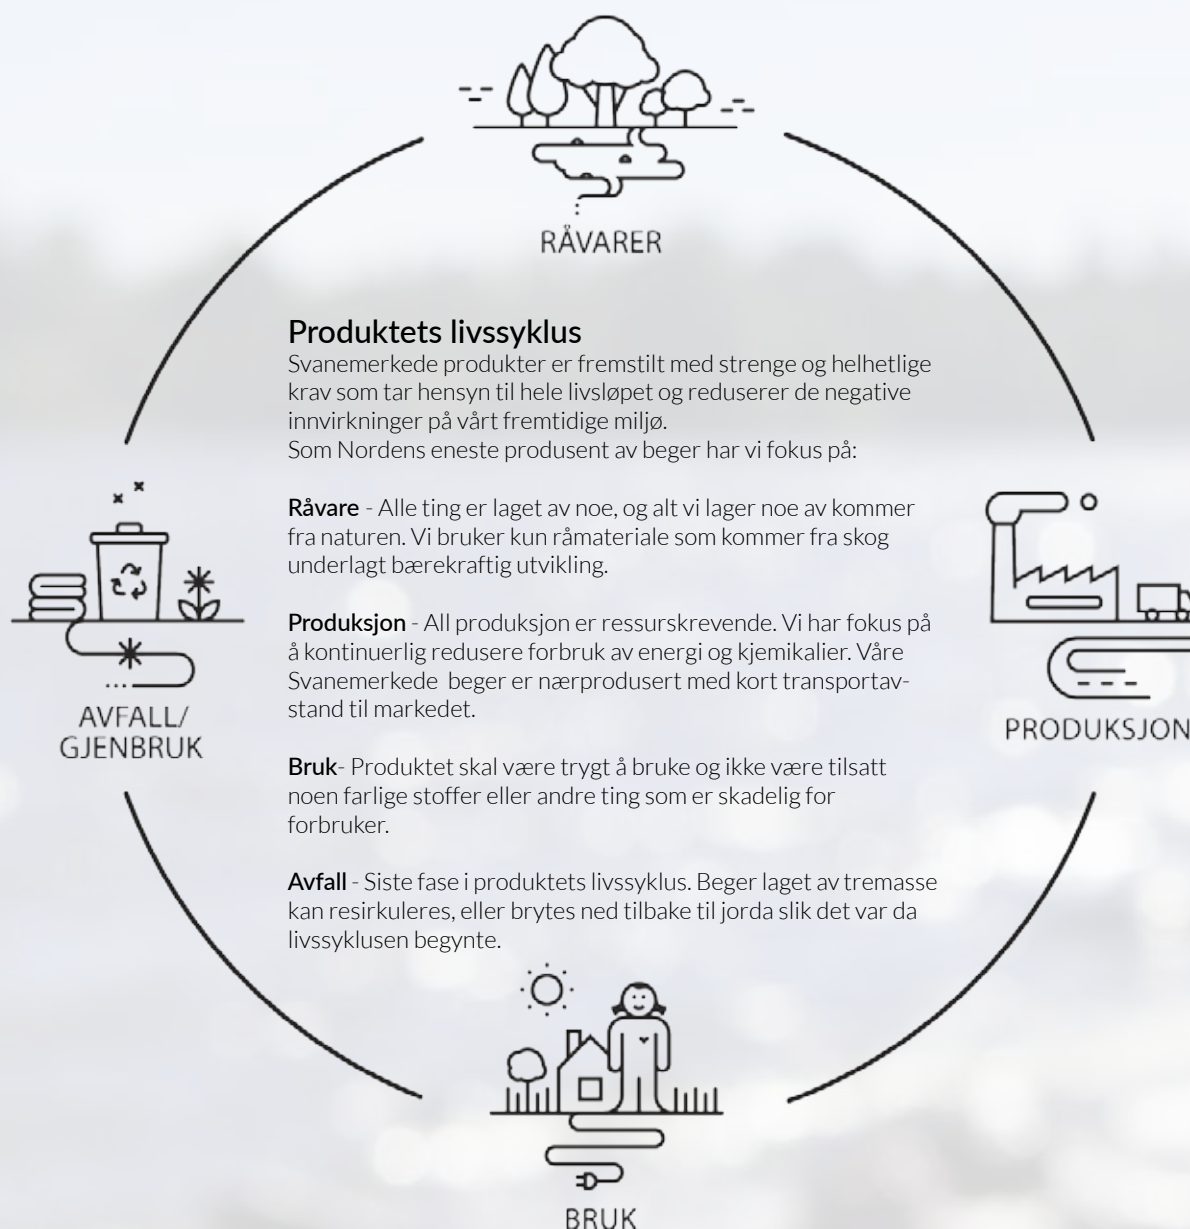 RÅVARER
Produktets livssyklus
Svanemerkede produkter er fremstilt med strenge og helhetlige
krav som tar hensyn til hele livsløpet og reduserer de negative
innvirkninger på vårt fremtidige miljø.
Som Nordens eneste produsent av beger har vi fokus på:
Råvare - Alle ting er laget av noe, og alt vi lager noe av kommer
fra naturen. Vi bruker kun råmateriale som kommer fra skog
underlagt bærekraftig utvikling.
Produksjon - All produksjon er ressurskrevende. Vi har fokus på
å kontinuerlig redusere forbruk av energi og kjemikalier. Våre
Svanemerkede beger er nærprodusert med kort transportav-
stand til markedet.
Bruk- Produktet skal være trygt å bruke og ikke være tilsatt
noen farlige stoffer eller andre ting som er skadelig for
forbruker.
Avfall - Siste fase i produktets livssyklus. Beger laget av tremasse
kan resirkuleres, eller brytes ned tilbake til jorda slik det var da
livssyklusen begynte.
AVFALL/
GJENBRUK
PRODUKSJON
BRUK